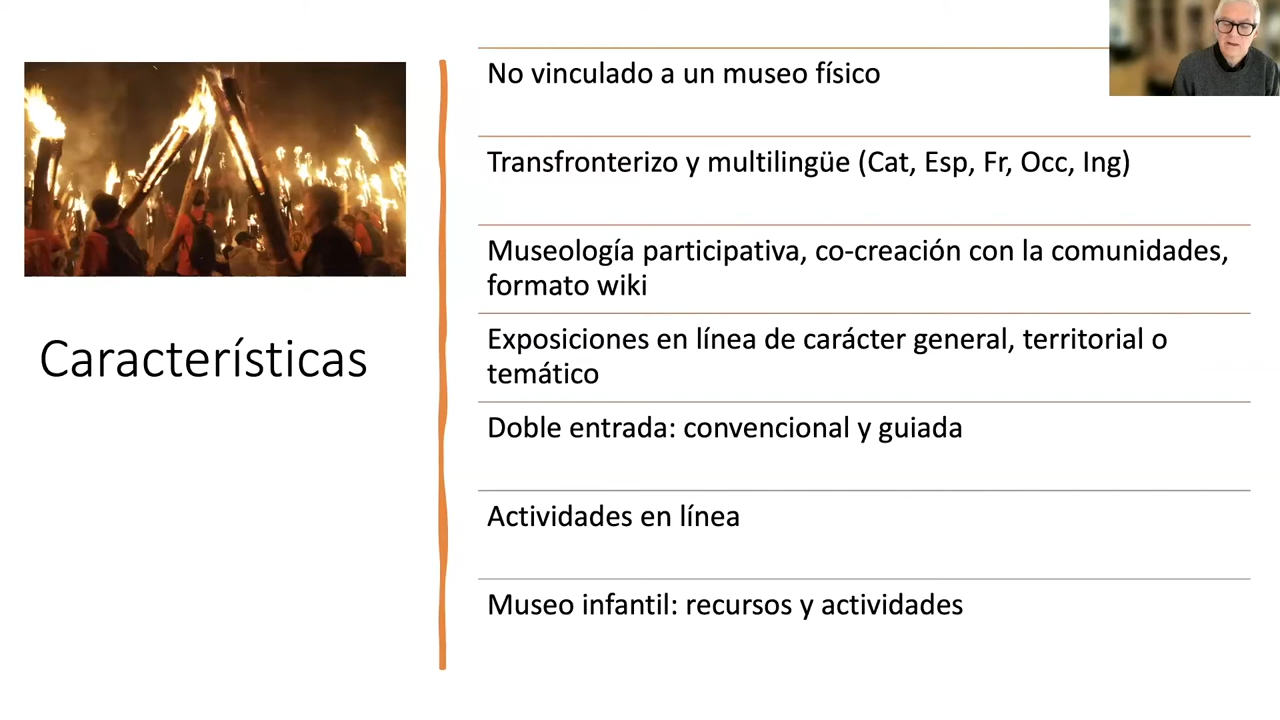 Características
No vinculado a un museo físico
Transfronterizo y multilingüe (Cat, Esp, Fr, Occ, Ing)
Museología participativa, co-creación con la comunidades,
formato wiki
Exposiciones en línea de carácter general, territorial o
temático
Doble entrada: convencional y guiada
Actividades en línea
Museo infantil: recursos y actividades